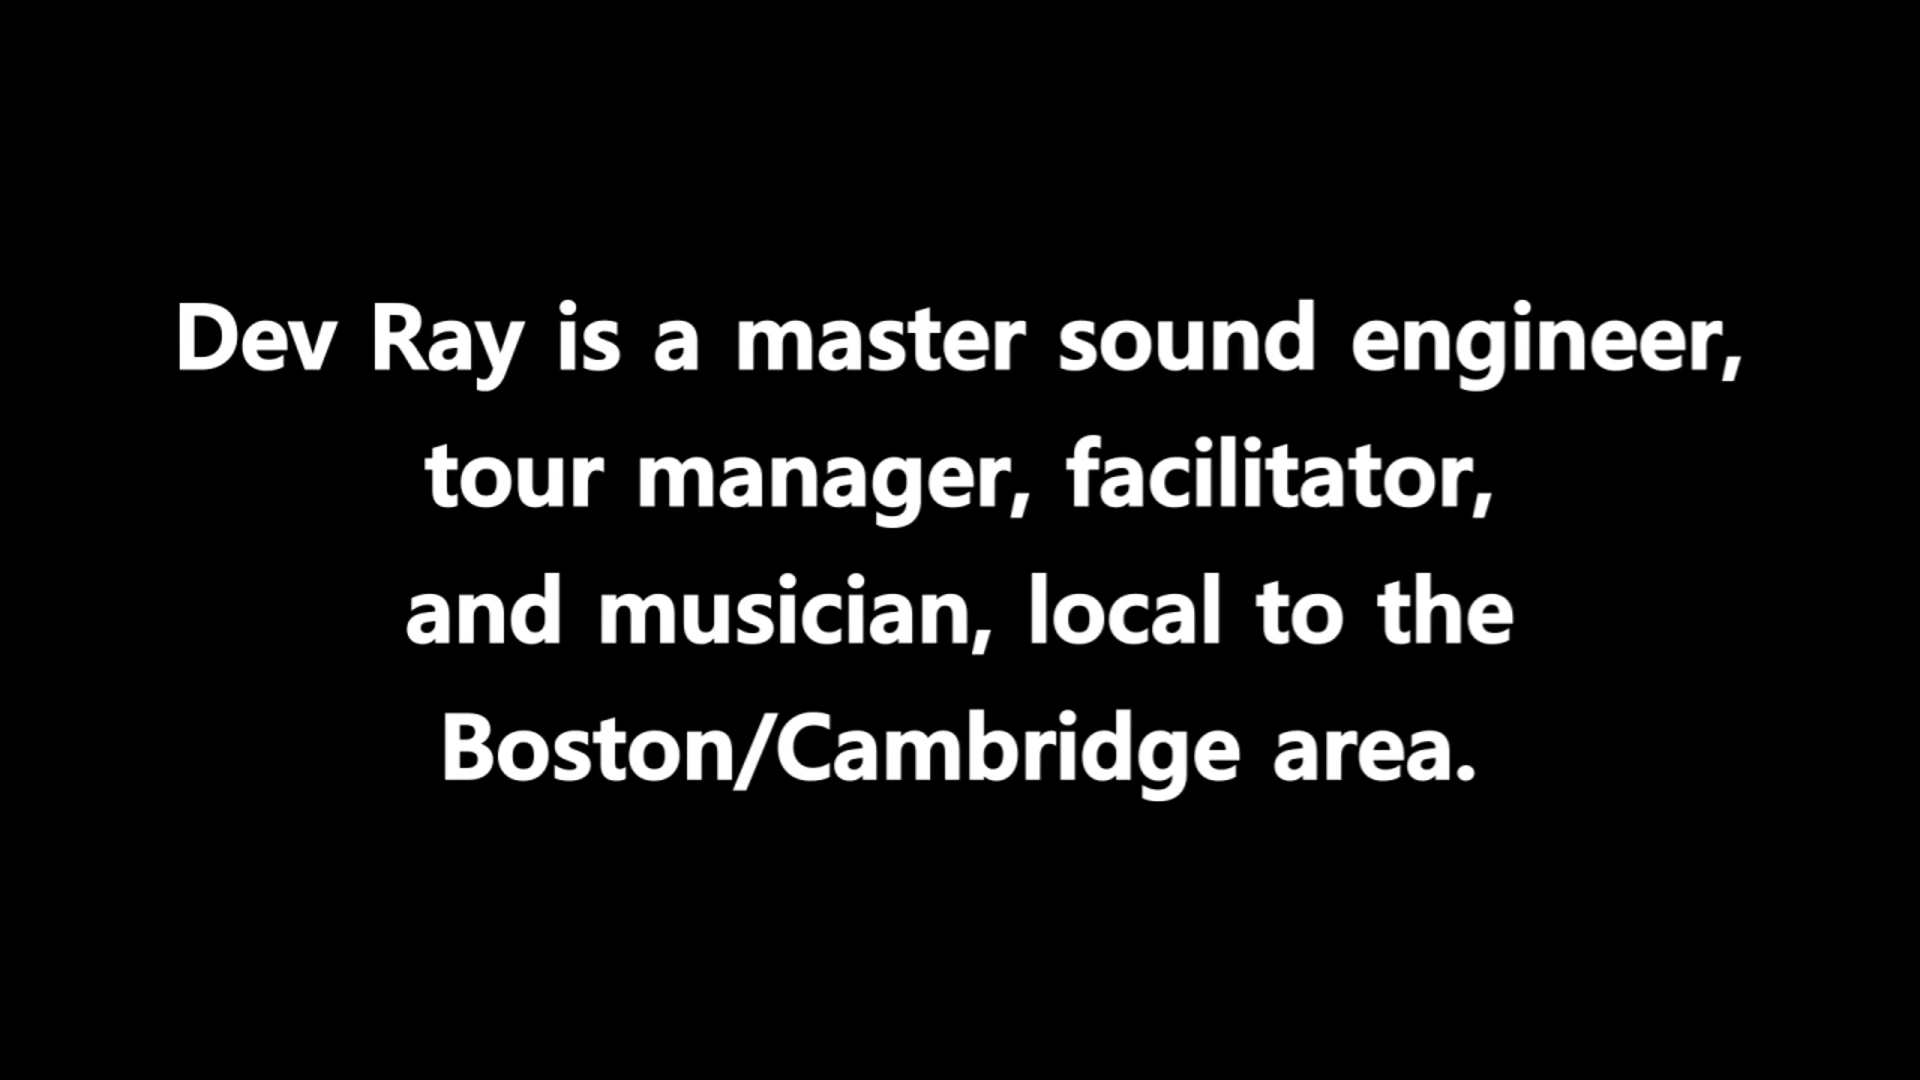 Dev Ray is a master sound engineer,
tour manager, facilitator,
and musician, local to the
Boston/Cambridge area.